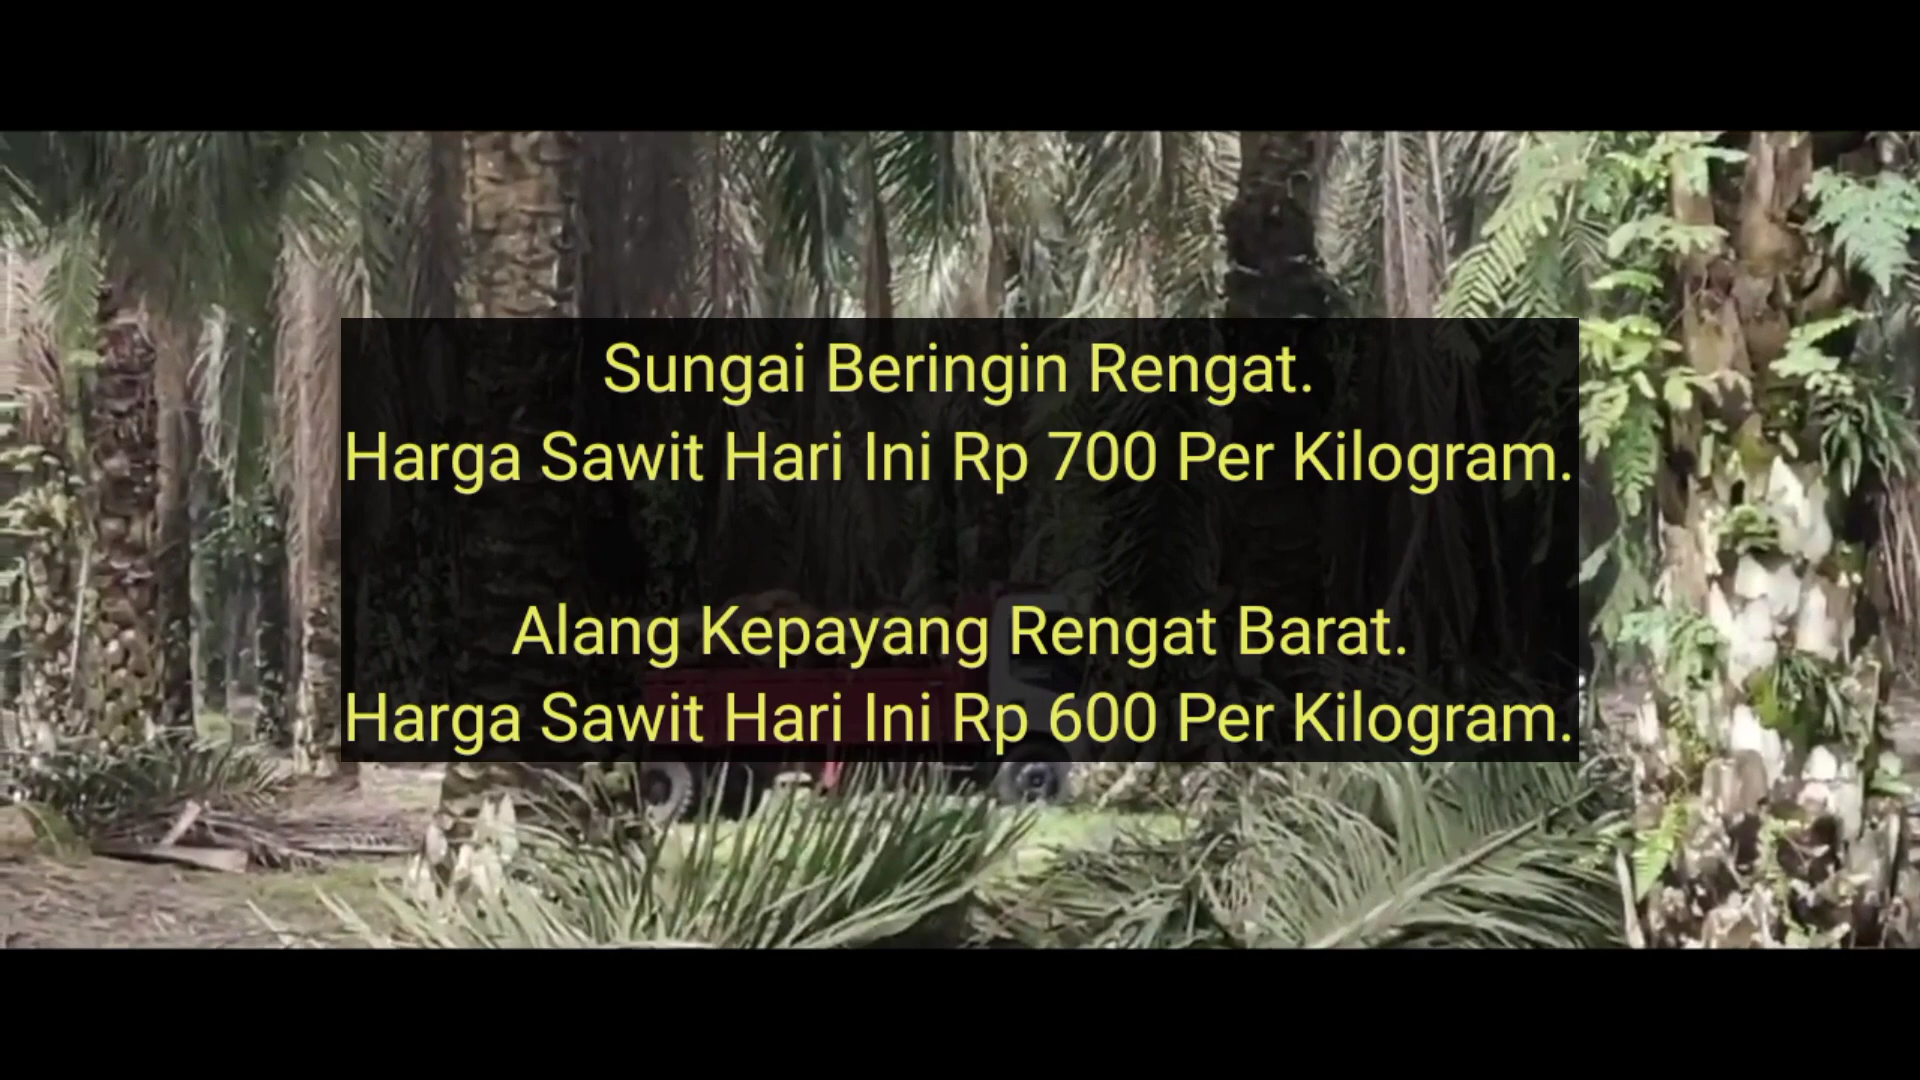 Sungai Beringin Rengat.
Harga Sawit Hari Ini Rp 700 Per Kilogram.
Alang Kepayang Rengat Barat.
Harga Sawit Hari Ini Rp 600 Per Kilogram.